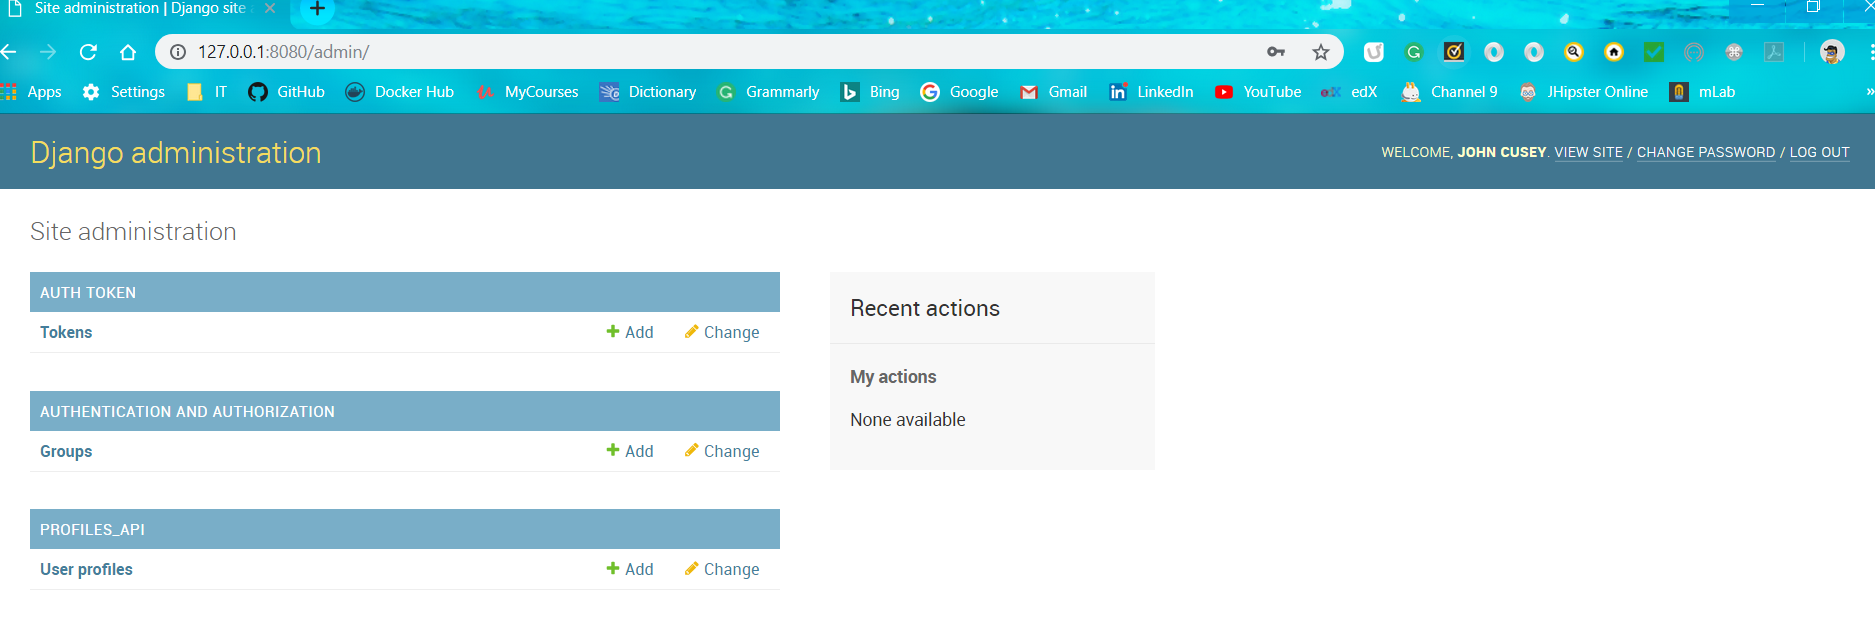 Site administration | Django site a
127.0.0.1:8080/admin/
Apps Settings IT GitHub Docker Hub MyCourses Dictionary Grammarly Bing Google Gmail LinkedIn YouTube edX Channel 9 JHipster Online mLab »
Django administration
WELCOME, JOHN CUSEY. VIEW SITE / CHANGE PASSWORD / LOG OUT
Site administration
AUTH TOKEN
Tokens Add Change
AUTHENTICATION AND AUTHORIZATION
Groups Add Change
PROFILES_API
User profiles Add Change
Recent actions
My actions
None available